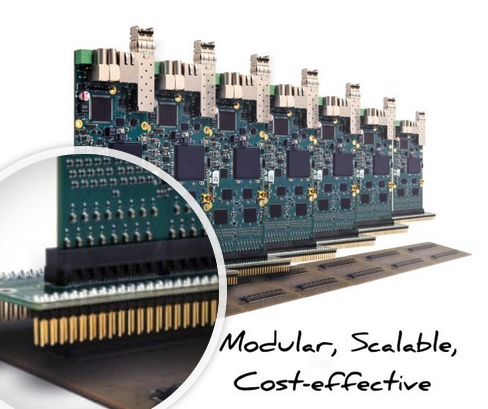 Modular, Scalable,
Cost-effective